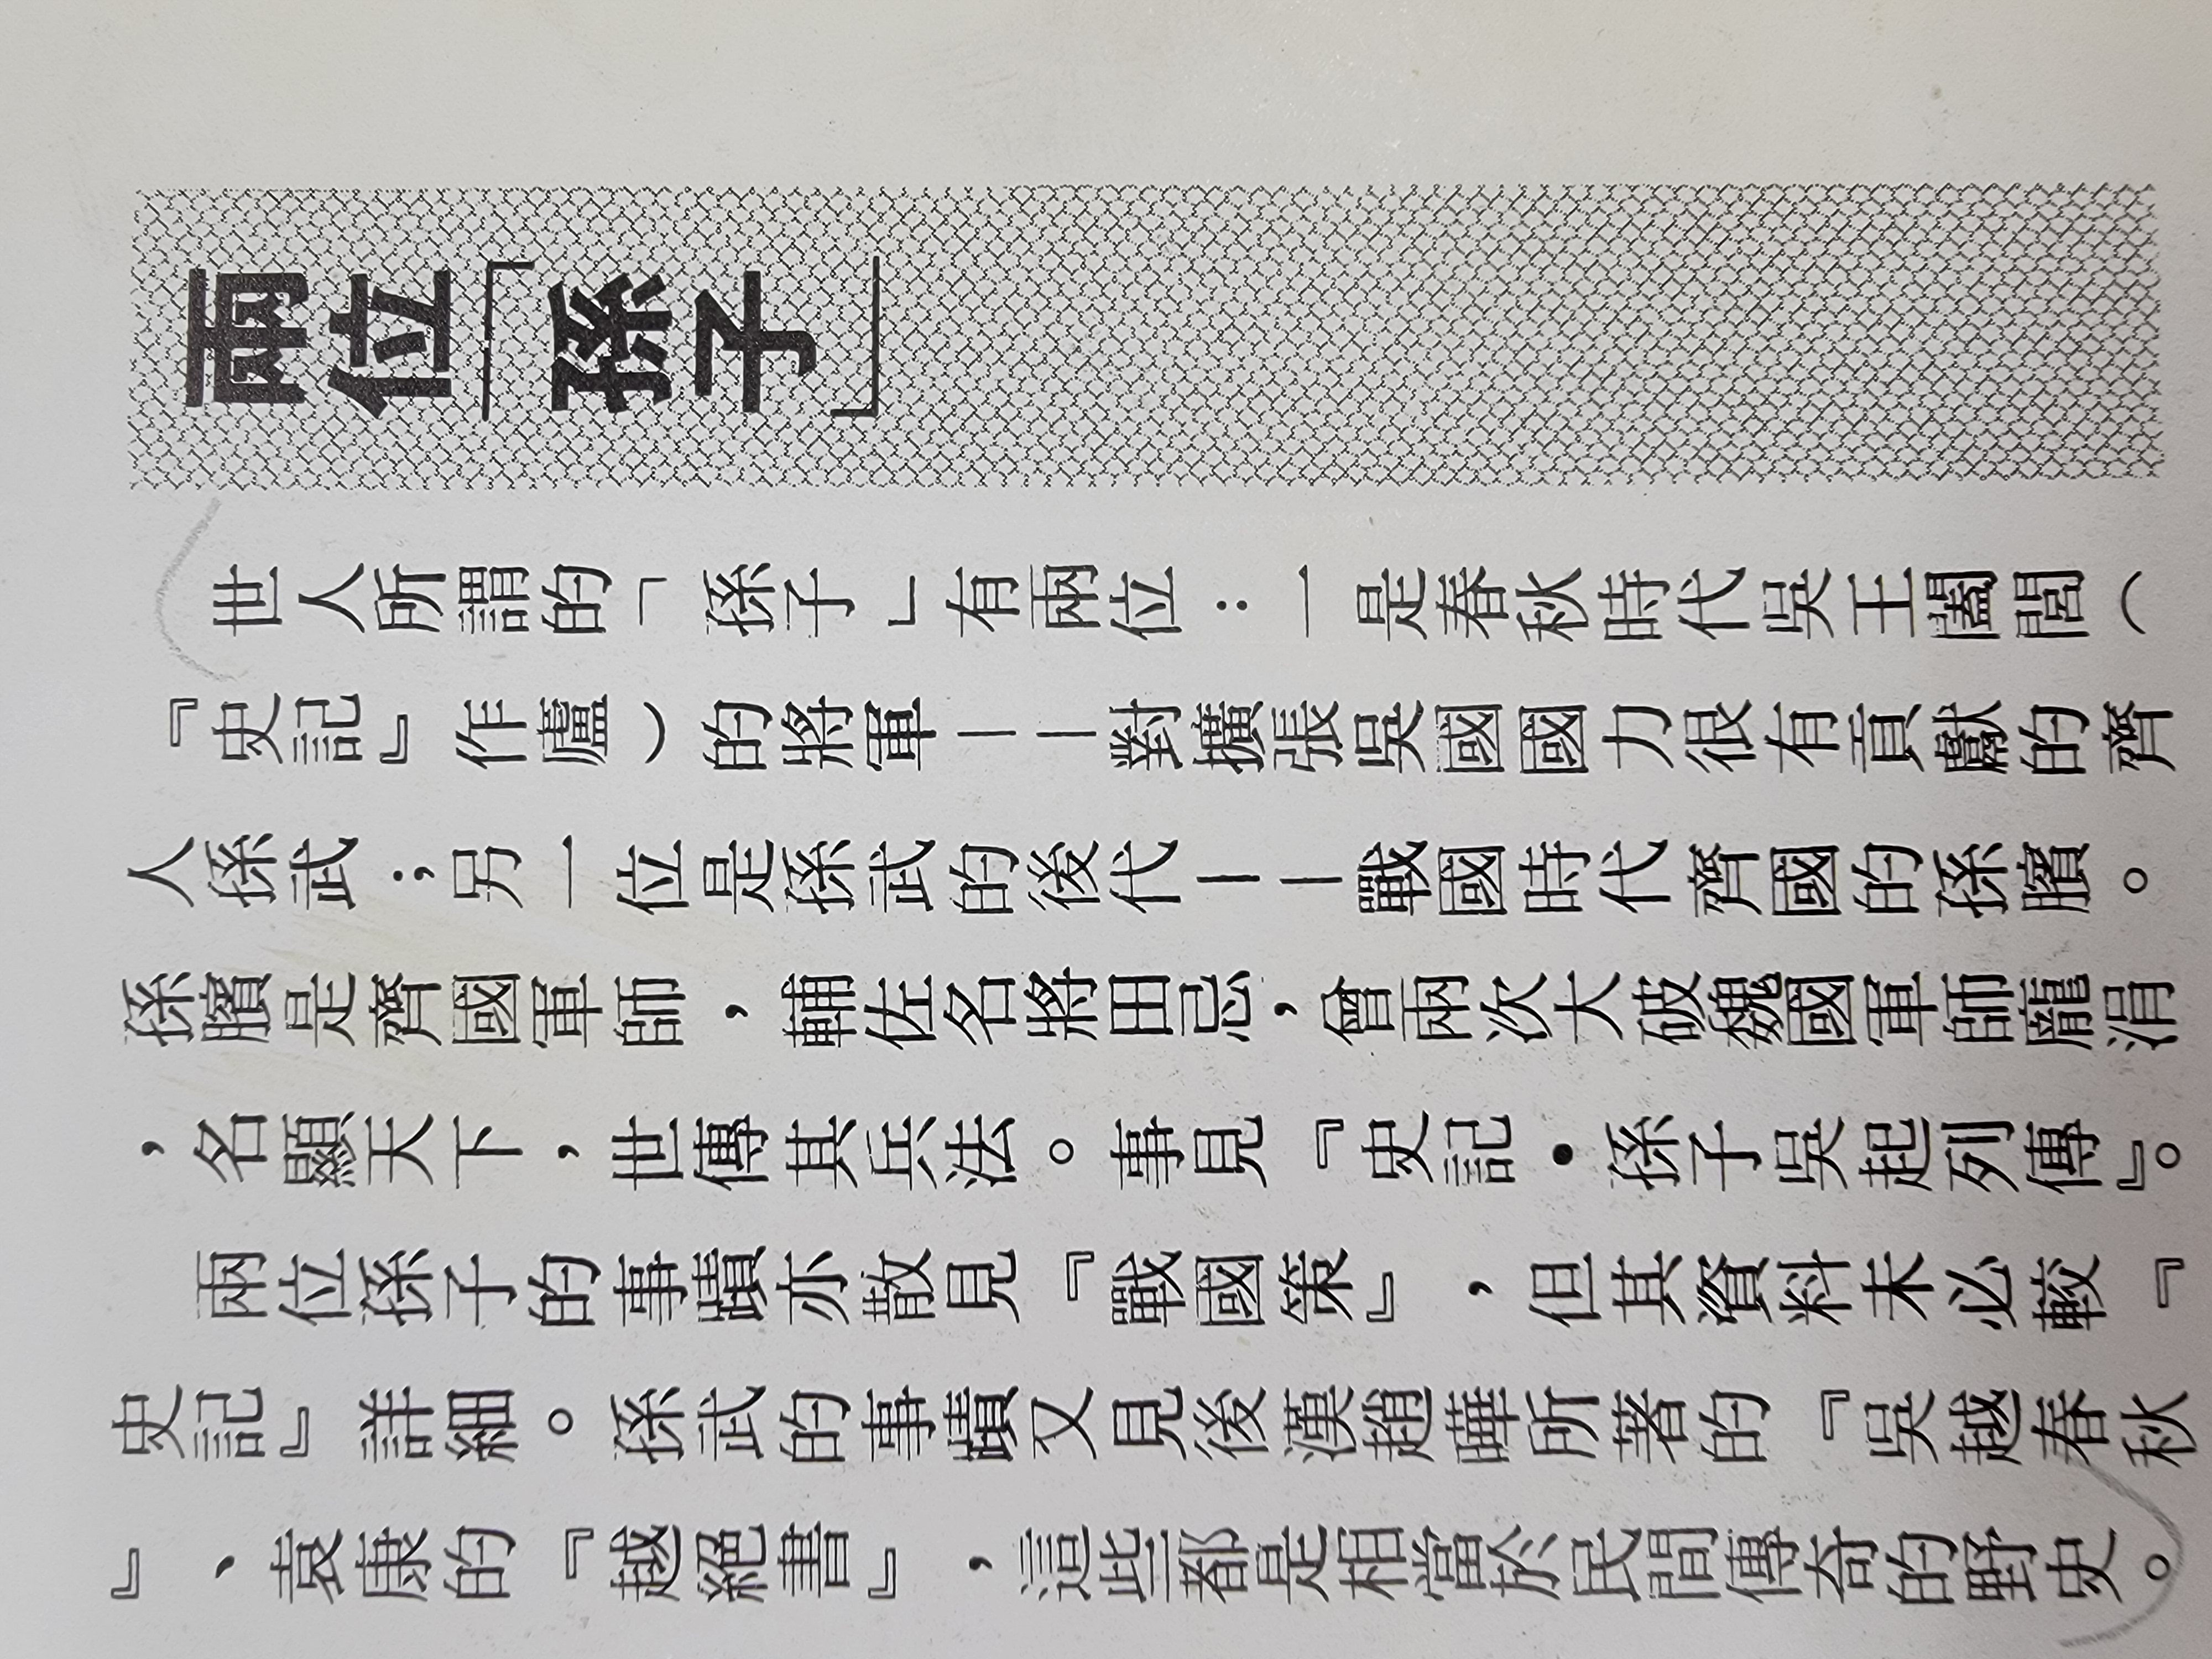 兩位「孫子」
世人所謂的「孫子」有兩位：一是春秋時代吳王闔閭（
『史記』作廬）的將軍——對擴張吳國國力很有貢獻的齊
人孫武；另一位是孫武的後代——戰國時代齊國的孫臏。
孫臏是齊國軍師，輔佐名將田忌，曾兩次大破魏國軍師龐涓
，名顯天下，世傳其兵法。事見『史記•孫子吳起列傳』。
兩位孫子的事蹟亦散見『戰國策』，但其資料未必較『
史記』詳細。孫武的事蹟又見後漢趙曄所著的『吳越春秋
』、袁康的『越絕書』，這些都是相當於民間傳奇的野史。